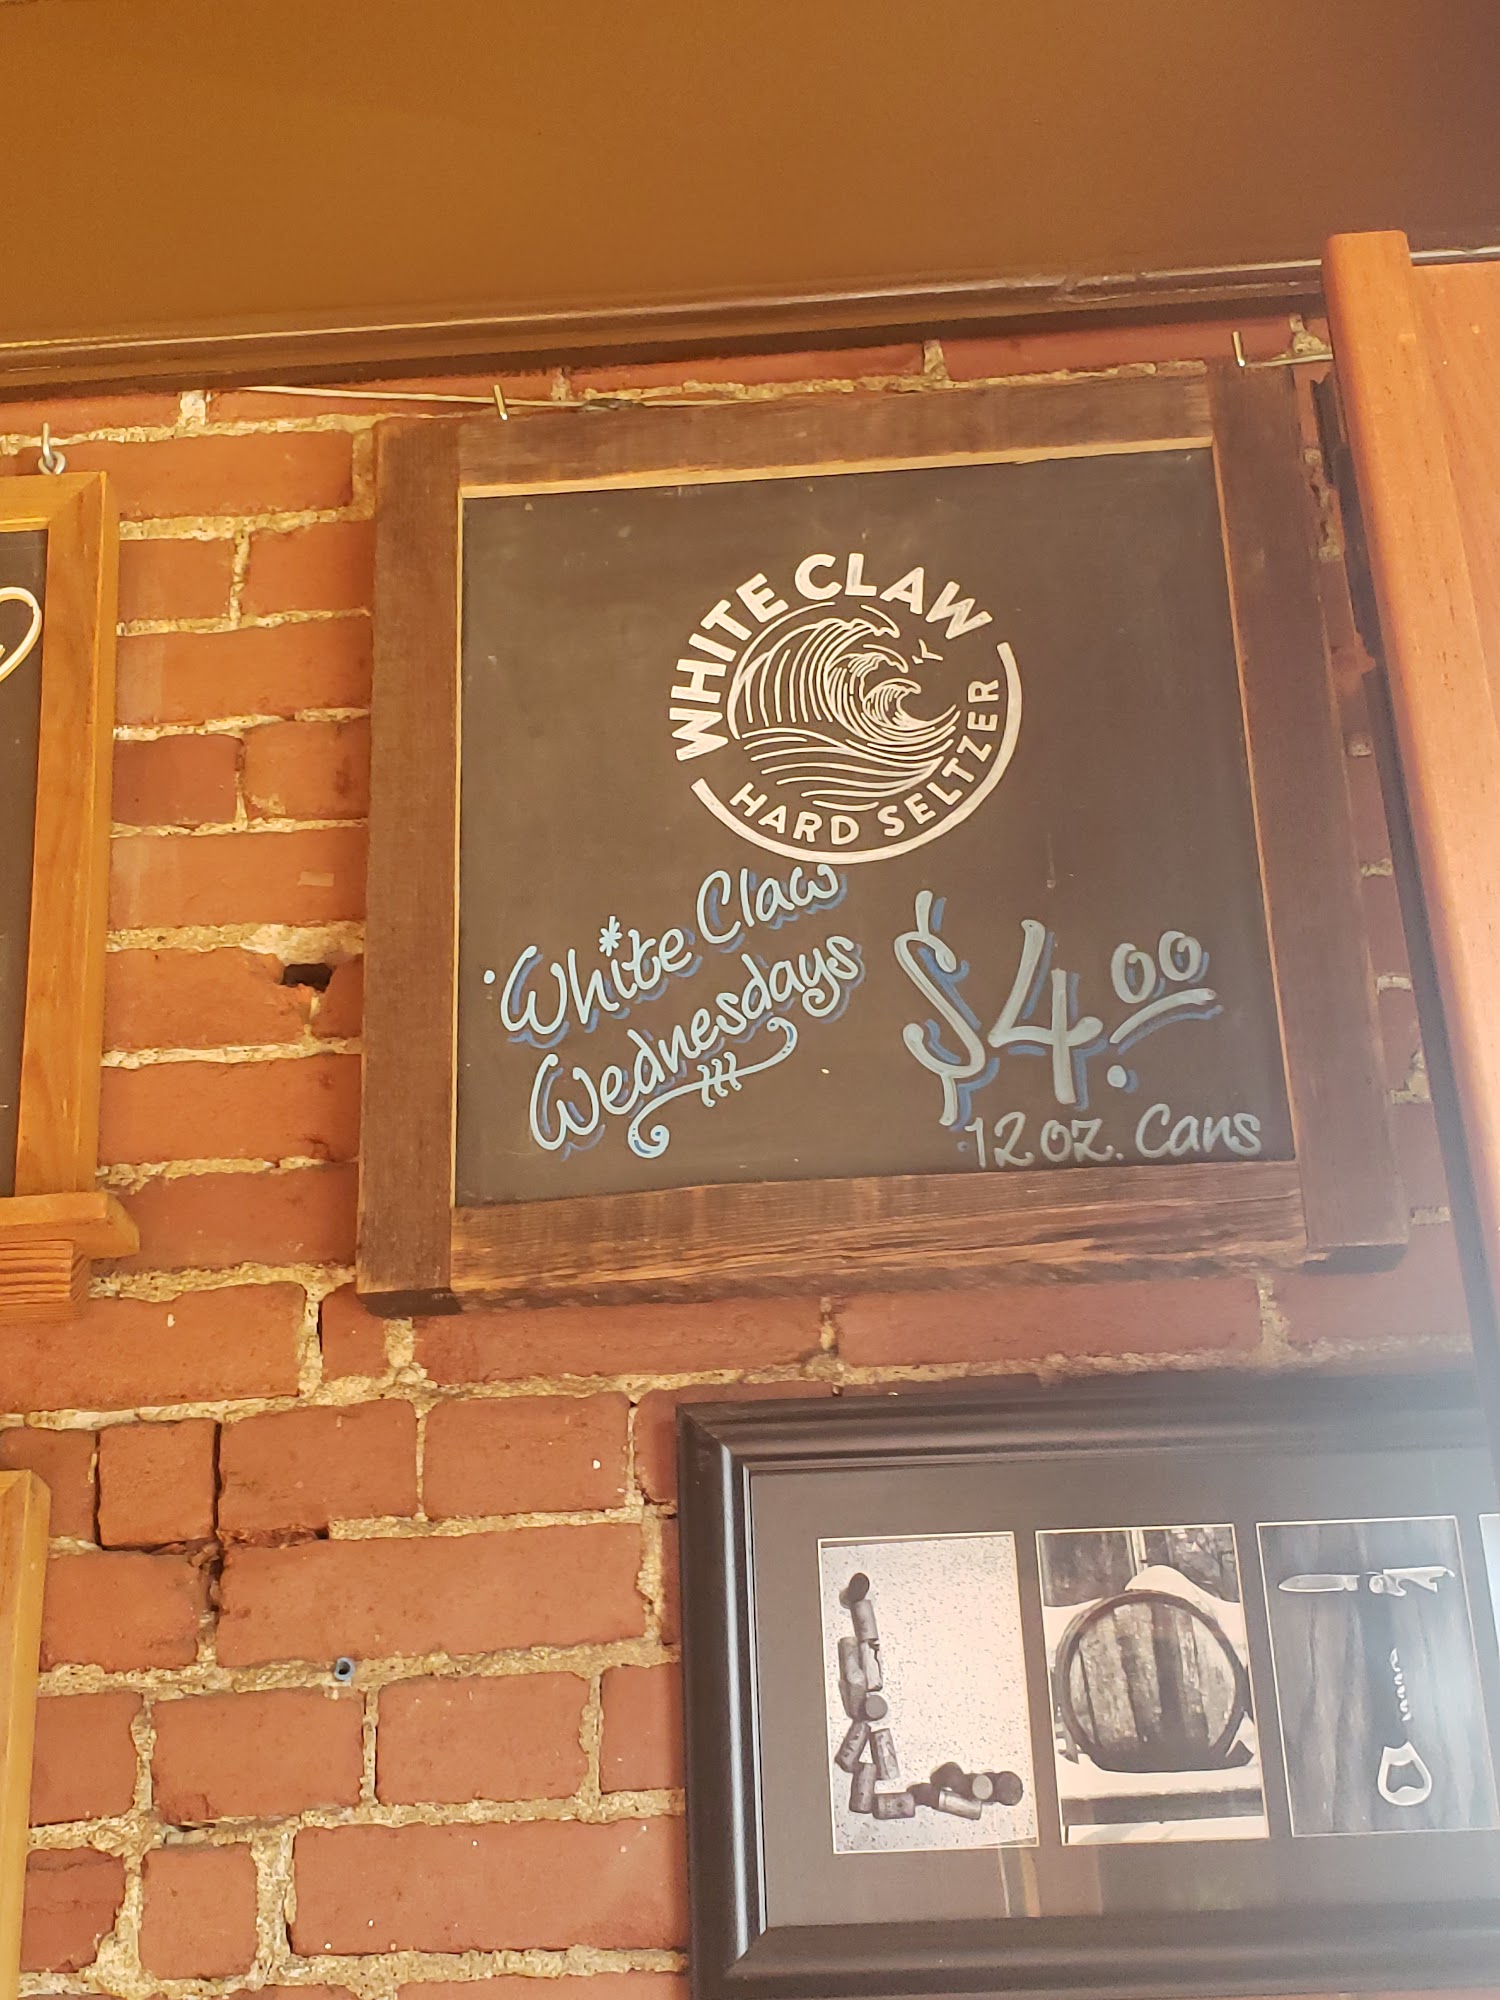 WHITE CLAW
HARD SELTZER
White Claw
Wednesdays
$4.00
12 oz. Cans